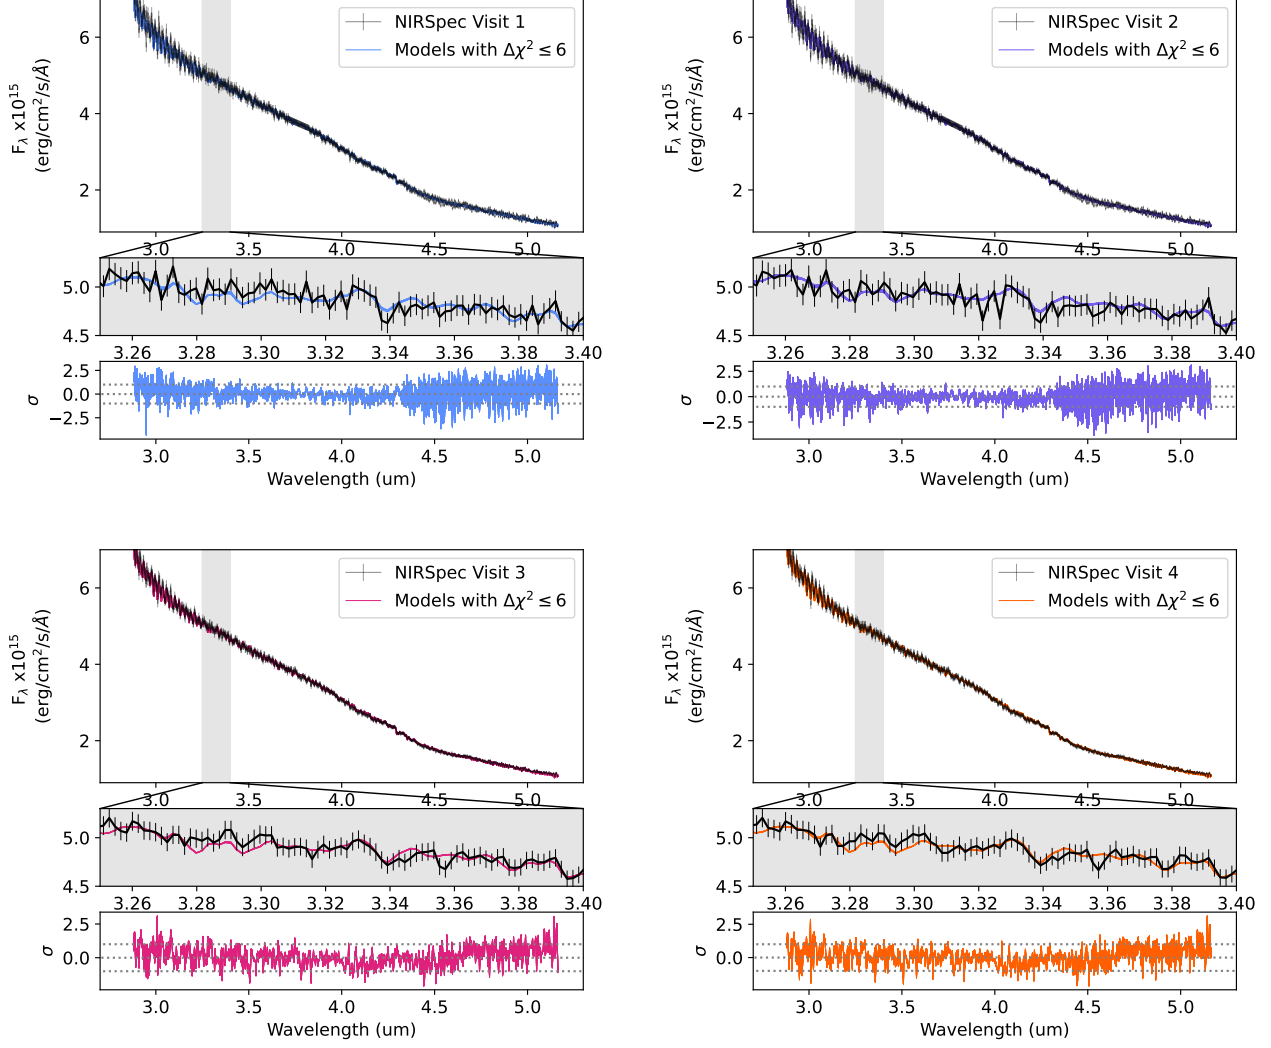 NIRSpec Visit 1
Models with Δχ² ≤ 6
F_λ x10¹⁵
(erg/cm²/s/Å)
6
4
2
3.0 3.5 4.0 4.5 5.0
5.0
4.5
3.26 3.28 3.30 3.32 3.34 3.36 3.38 3.40
σ
2.5
0.0
−2.5
3.0 3.5 4.0 4.5 5.0
Wavelength (um)
NIRSpec Visit 2
Models with Δχ² ≤ 6
F_λ x10¹⁵
(erg/cm²/s/Å)
6
4
2
3.0 3.5 4.0 4.5 5.0
5.0
4.5
3.26 3.28 3.30 3.32 3.34 3.36 3.38 3.40
σ
2.5
0.0
−2.5
3.0 3.5 4.0 4.5 5.0
Wavelength (um)
NIRSpec Visit 3
Models with Δχ² ≤ 6
F_λ x10¹⁵
(erg/cm²/s/Å)
6
4
2
3.0 3.5 4.0 4.5 5.0
5.0
4.5
3.26 3.28 3.30 3.32 3.34 3.36 3.38 3.40
σ
2.5
0.0
3.0 3.5 4.0 4.5 5.0
Wavelength (um)
NIRSpec Visit 4
Models with Δχ² ≤ 6
F_λ x10¹⁵
(erg/cm²/s/Å)
6
4
2
3.0 3.5 4.0 4.5 5.0
5.0
4.5
3.26 3.28 3.30 3.32 3.34 3.36 3.38 3.40
σ
2.5
0.0
3.0 3.5 4.0 4.5 5.0
Wavelength (um)